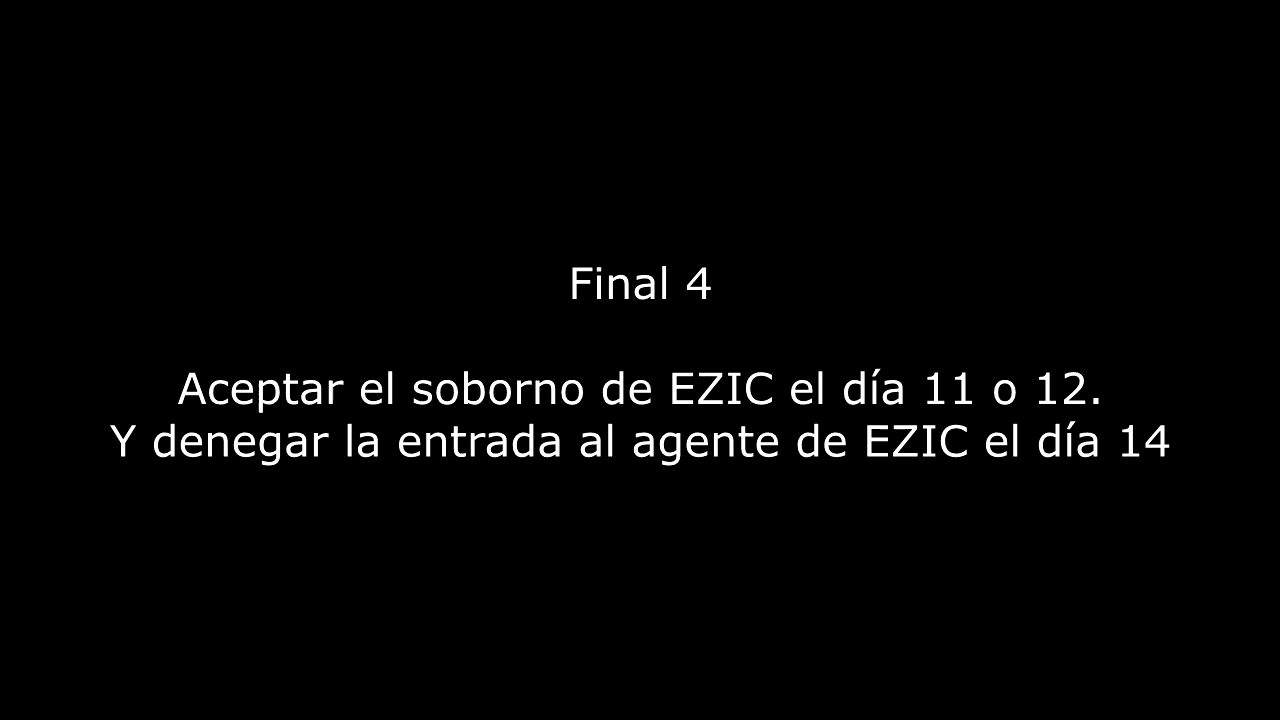 Final 4
Aceptar el soborno de EZIC el día 11 o 12.
Y denegar la entrada al agente de EZIC el día 14